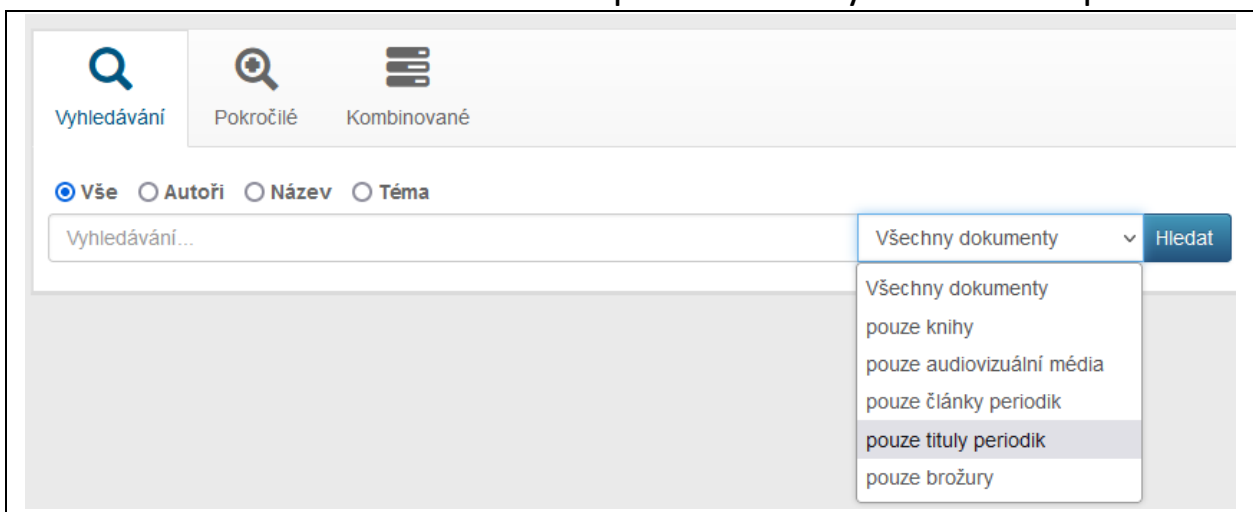 Vyhledávání Pokročilé Kombinované
Vše Autoři Název Téma
Vyhledávání... Všechny dokumenty Hledat
Všechny dokumenty
pouze knihy
pouze audiovizuální média
pouze články periodik
pouze tituly periodik
pouze brožury